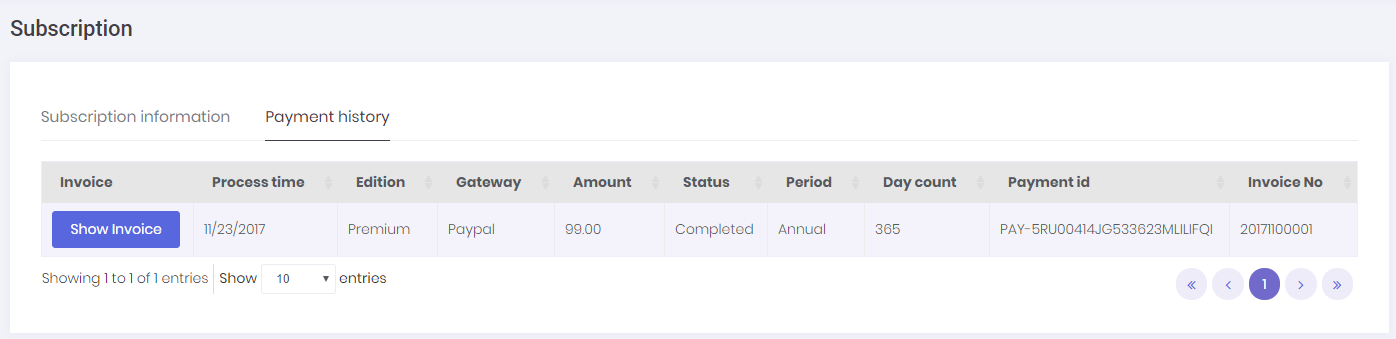 Subscription
Subscription information Payment history
Invoice Process time Edition Gateway Amount Status Period Day count Payment id Invoice No
Show Invoice 11/23/2017 Premium Paypal 99.00 Completed Annual 365 PAY-5RU00414JG533623MLILIFQI 20171100001
Showing 1 to 1 of 1 entries Show 10 entries « ‹ 1 › »